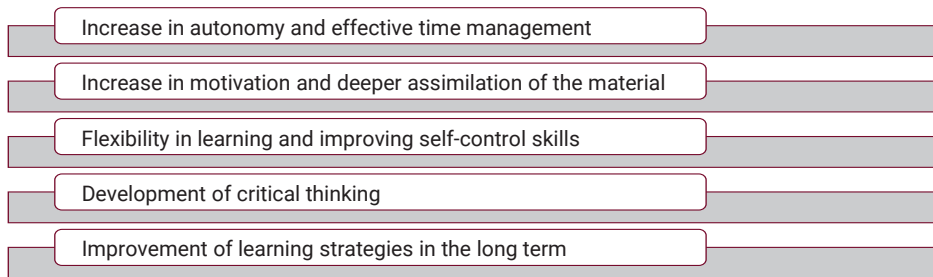 Increase in autonomy and effective time management
Increase in motivation and deeper assimilation of the material
Flexibility in learning and improving self-control skills
Development of critical thinking
Improvement of learning strategies in the long term